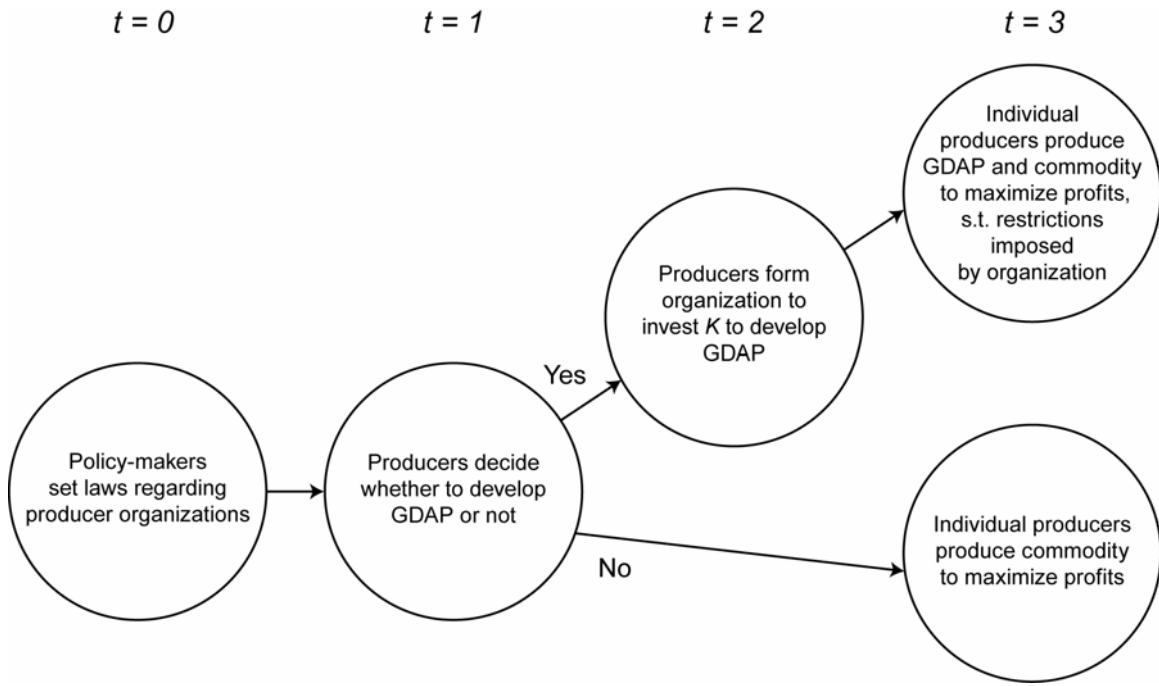 t = 0
t = 1
t = 2
t = 3
Policy-makers
set laws regarding
producer organizations
Producers decide
whether to develop
GDAP or not
Yes
No
Producers form
organization to
invest K to develop
GDAP
Individual
producers produce
GDAP and commodity
to maximize profits,
s.t. restrictions
imposed
by organization
Individual producers
produce commodity
to maximize profits